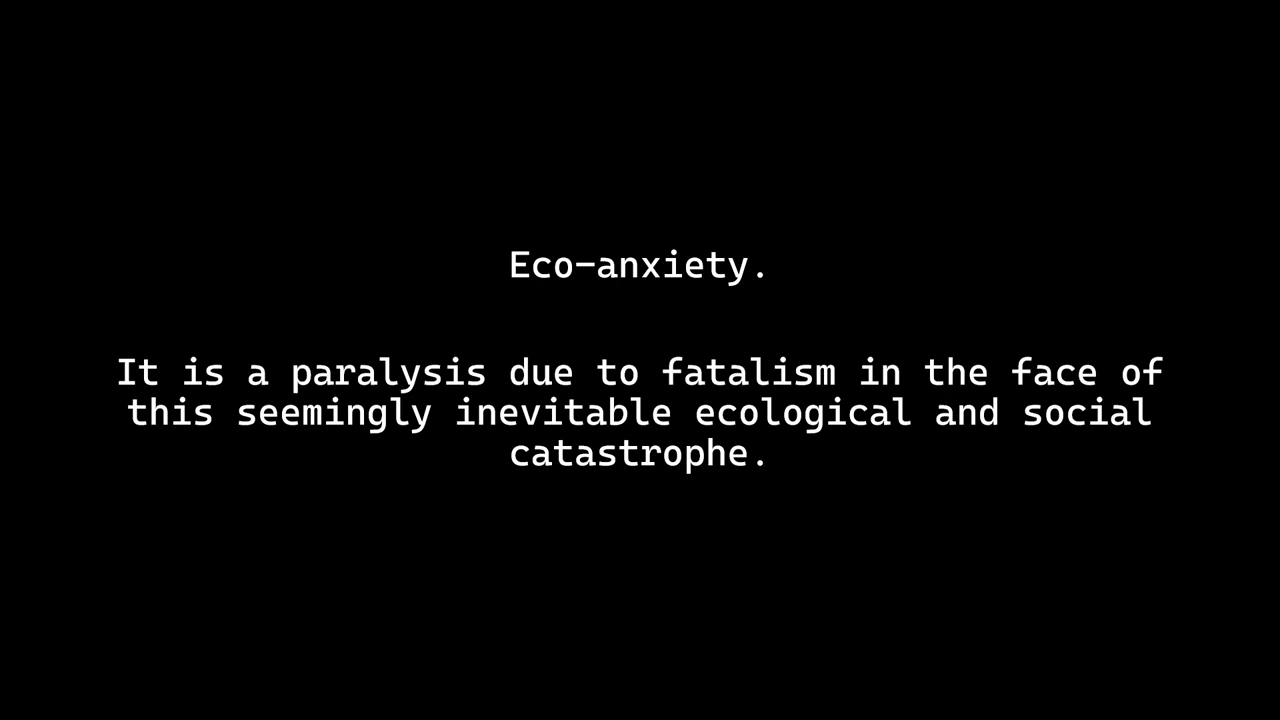 Eco-anxiety.
It is a paralysis due to fatalism in the face of
this seemingly inevitable ecological and social
catastrophe.